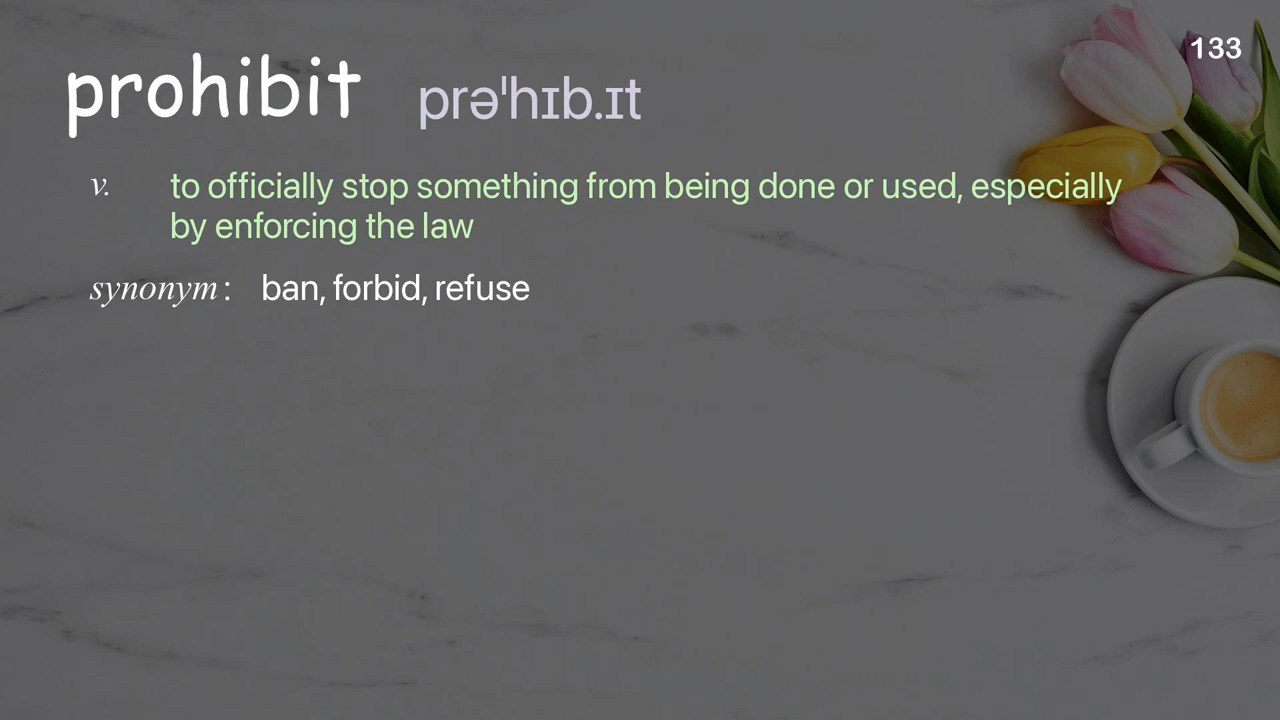 133
prohibit prəˈhɪb.ɪt
v. to officially stop something from being done or used, especially
by enforcing the law
synonym : ban, forbid, refuse